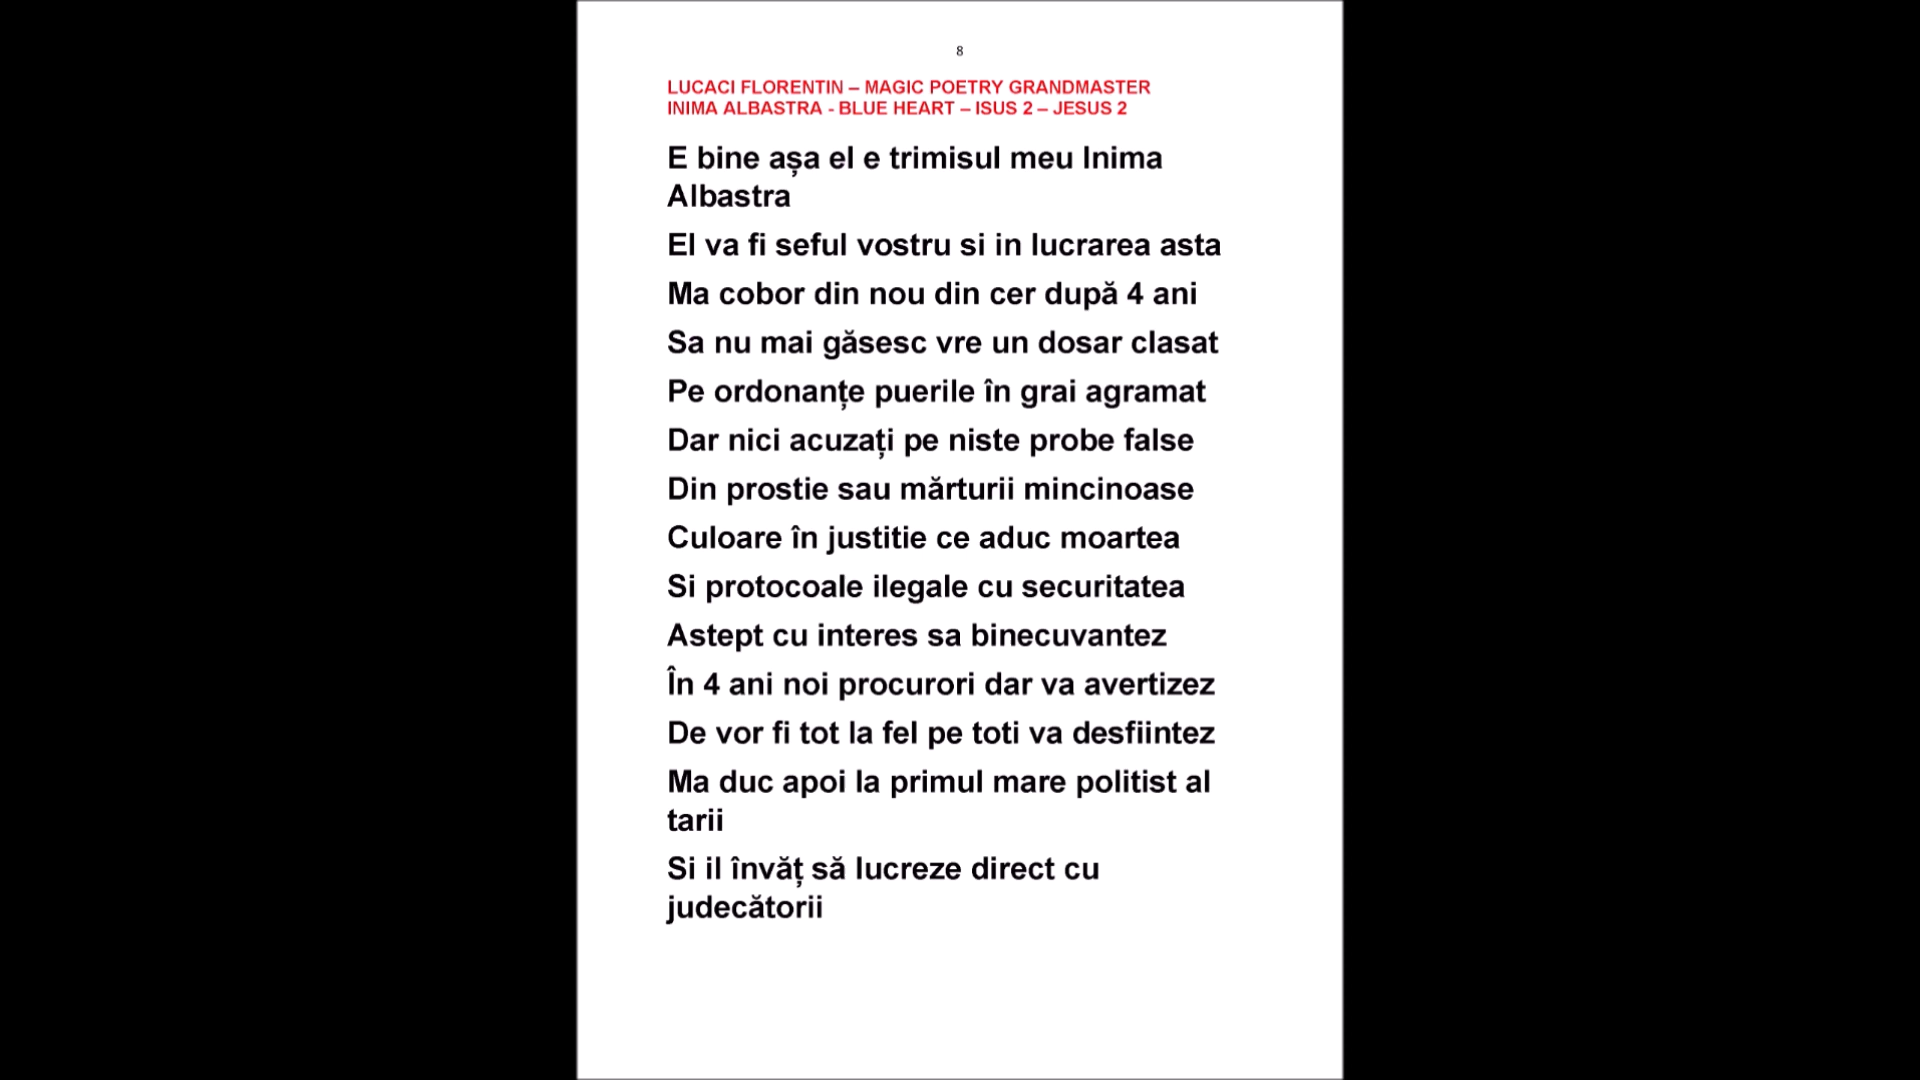 8
LUCACI FLORENTIN – MAGIC POETRY GRANDMASTER
INIMA ALBASTRA - BLUE HEART – ISUS 2 – JESUS 2
E bine așa el e trimisul meu Inima
Albastra
El va fi seful vostru si in lucrarea asta
Ma cobor din nou din cer după 4 ani
Sa nu mai găsesc vre un dosar clasat
Pe ordonanțe puerile în grai agramat
Dar nici acuzați pe niste probe false
Din prostie sau mărturii mincinoase
Culoare în justitie ce aduc moartea
Si protocoale ilegale cu securitatea
Astept cu interes sa binecuvantez
În 4 ani noi procurori dar va avertizez
De vor fi tot la fel pe toti va desfiintez
Ma duc apoi la primul mare politist al
tarii
Si il învăț să lucreze direct cu
judecătorii